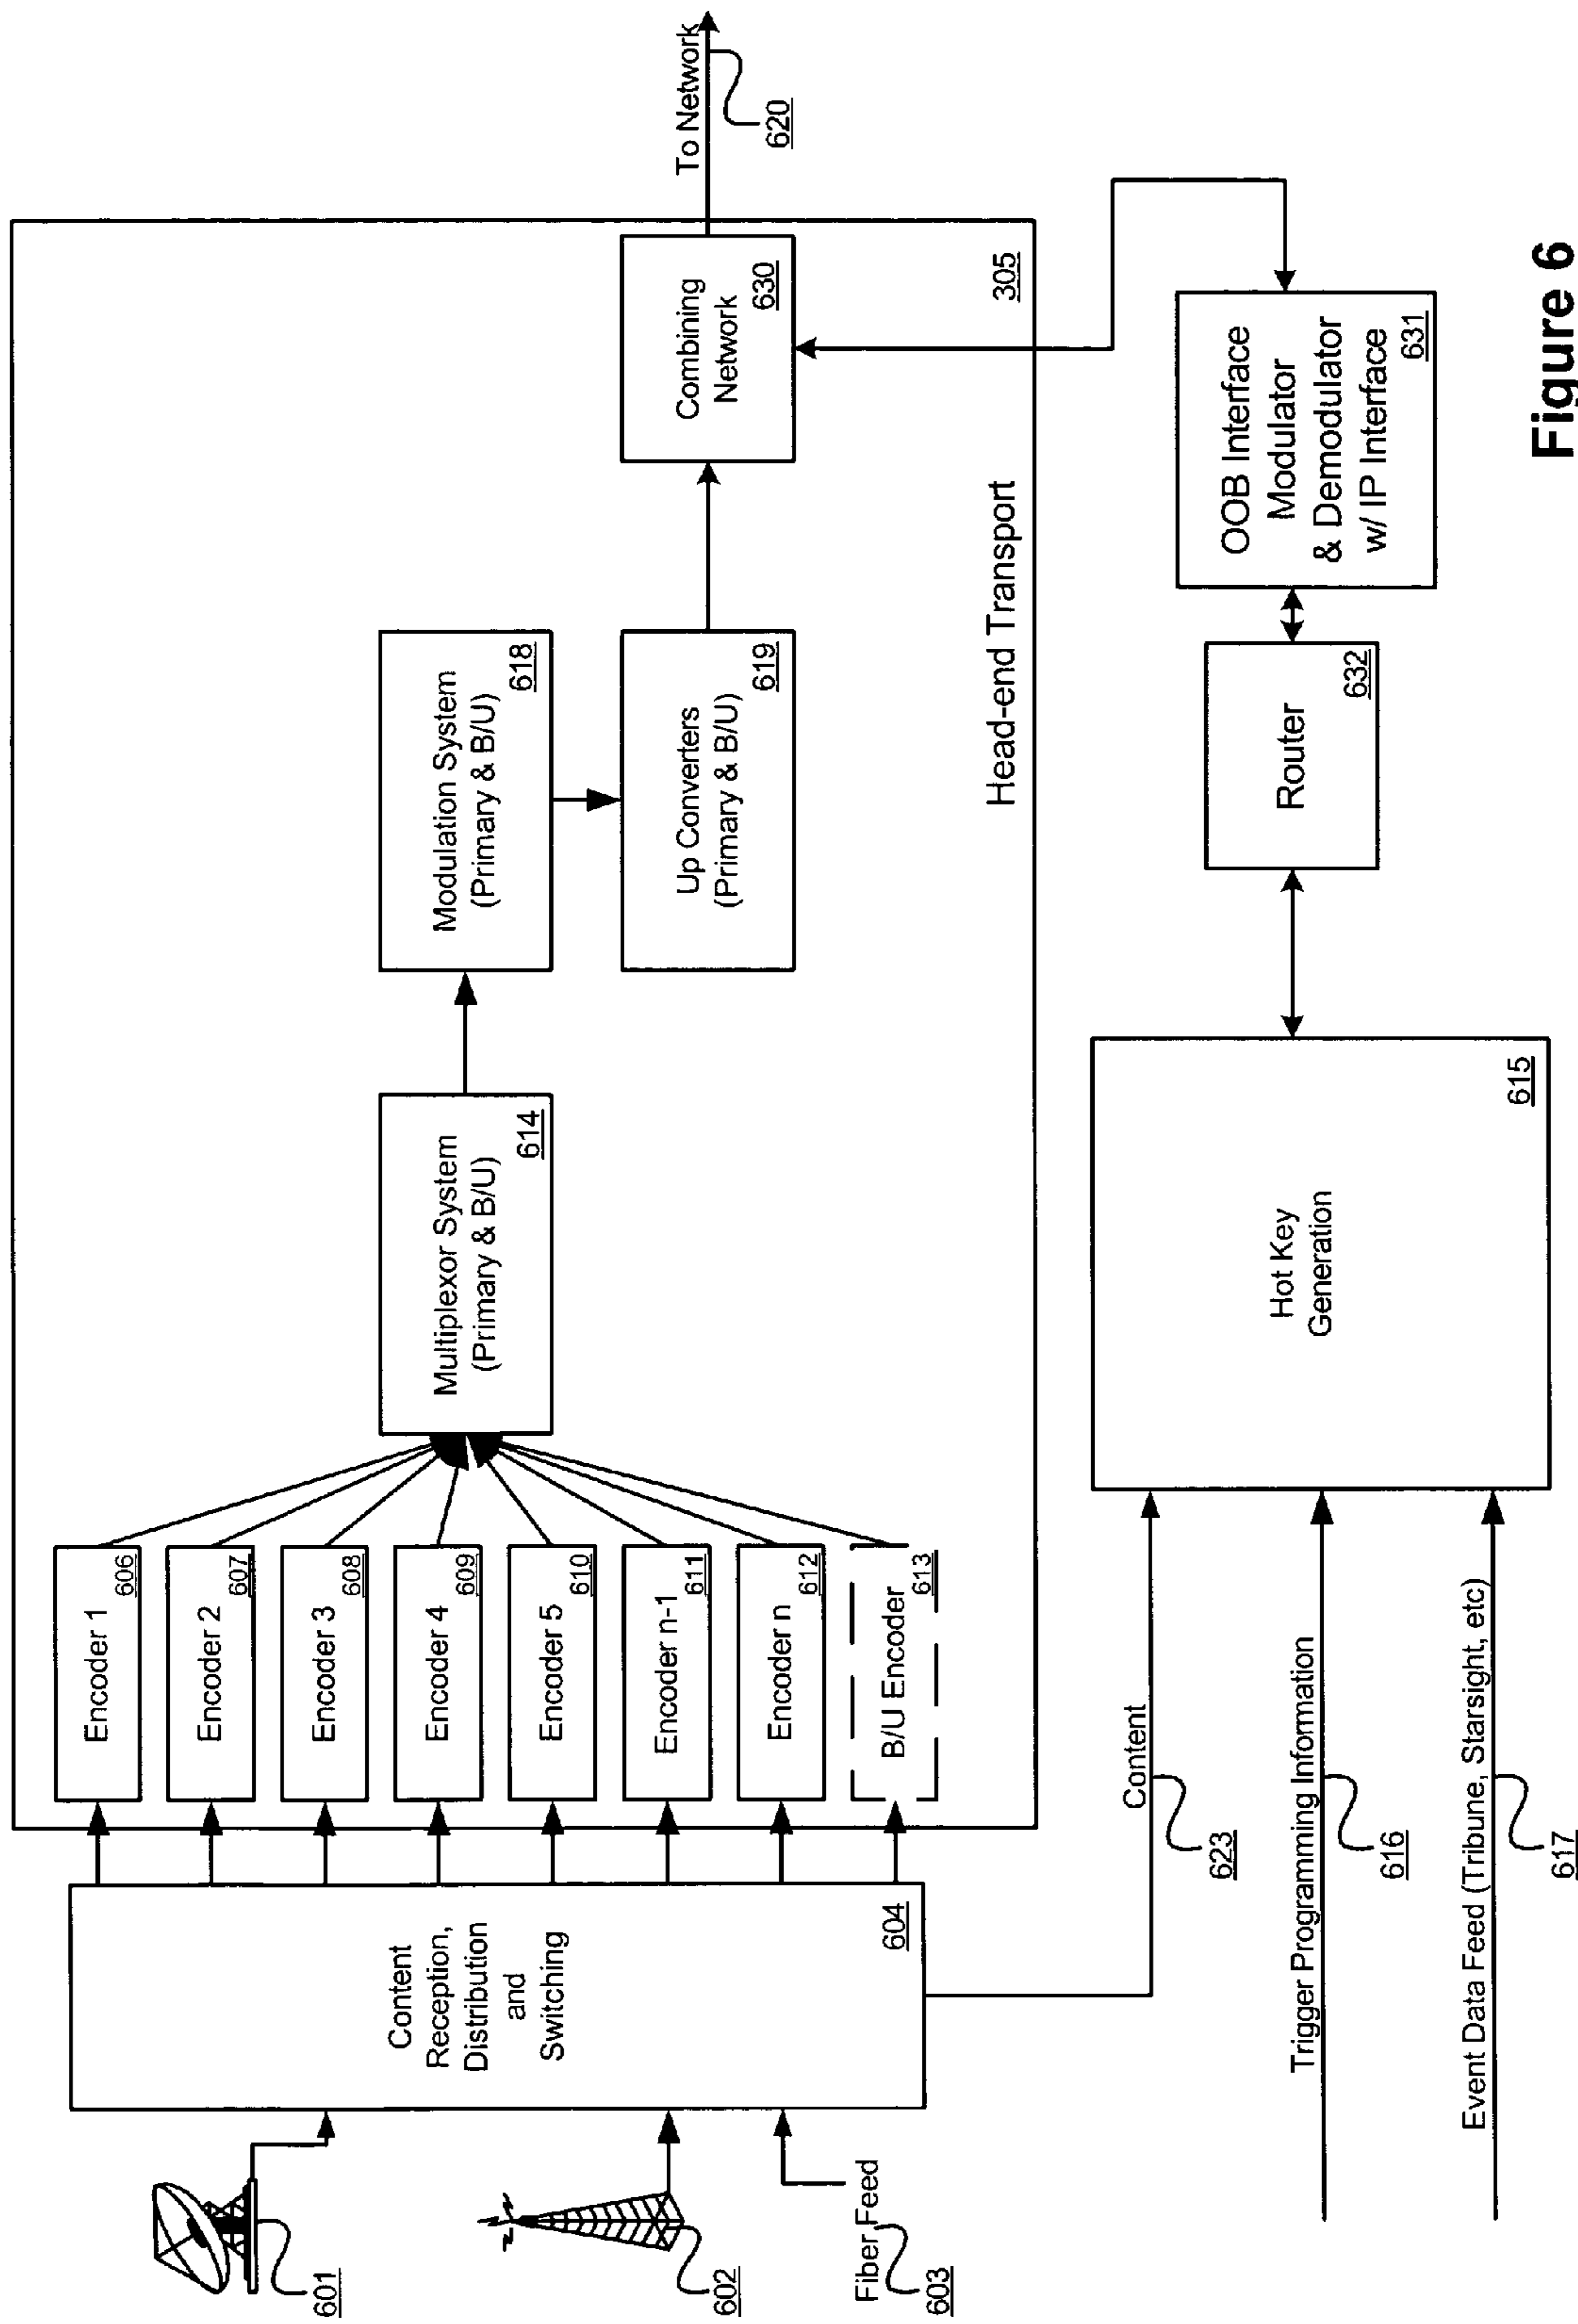 601
602
Fiber Feed
603
Content
Reception,
Distribution
and
Switching
604
Encoder 1
606
Encoder 2
607
Encoder 3
608
Encoder 4
609
Encoder 5
610
Encoder n-1
611
Encoder n
612
B/U Encoder
613
Multiplexor System
(Primary & B/U)
614
Modulation System
(Primary & B/U)
618
Up Converters
(Primary & B/U)
619
Combining
Network
630
To Network
620
Head-end Transport
305
Content
623
Trigger Programming Information
616
Event Data Feed (Tribune, Starsight, etc)
617
Hot Key
Generation
615
Router
632
OOB Interface
Modulator
& Demodulator
w/ IP Interface
631
Figure 6